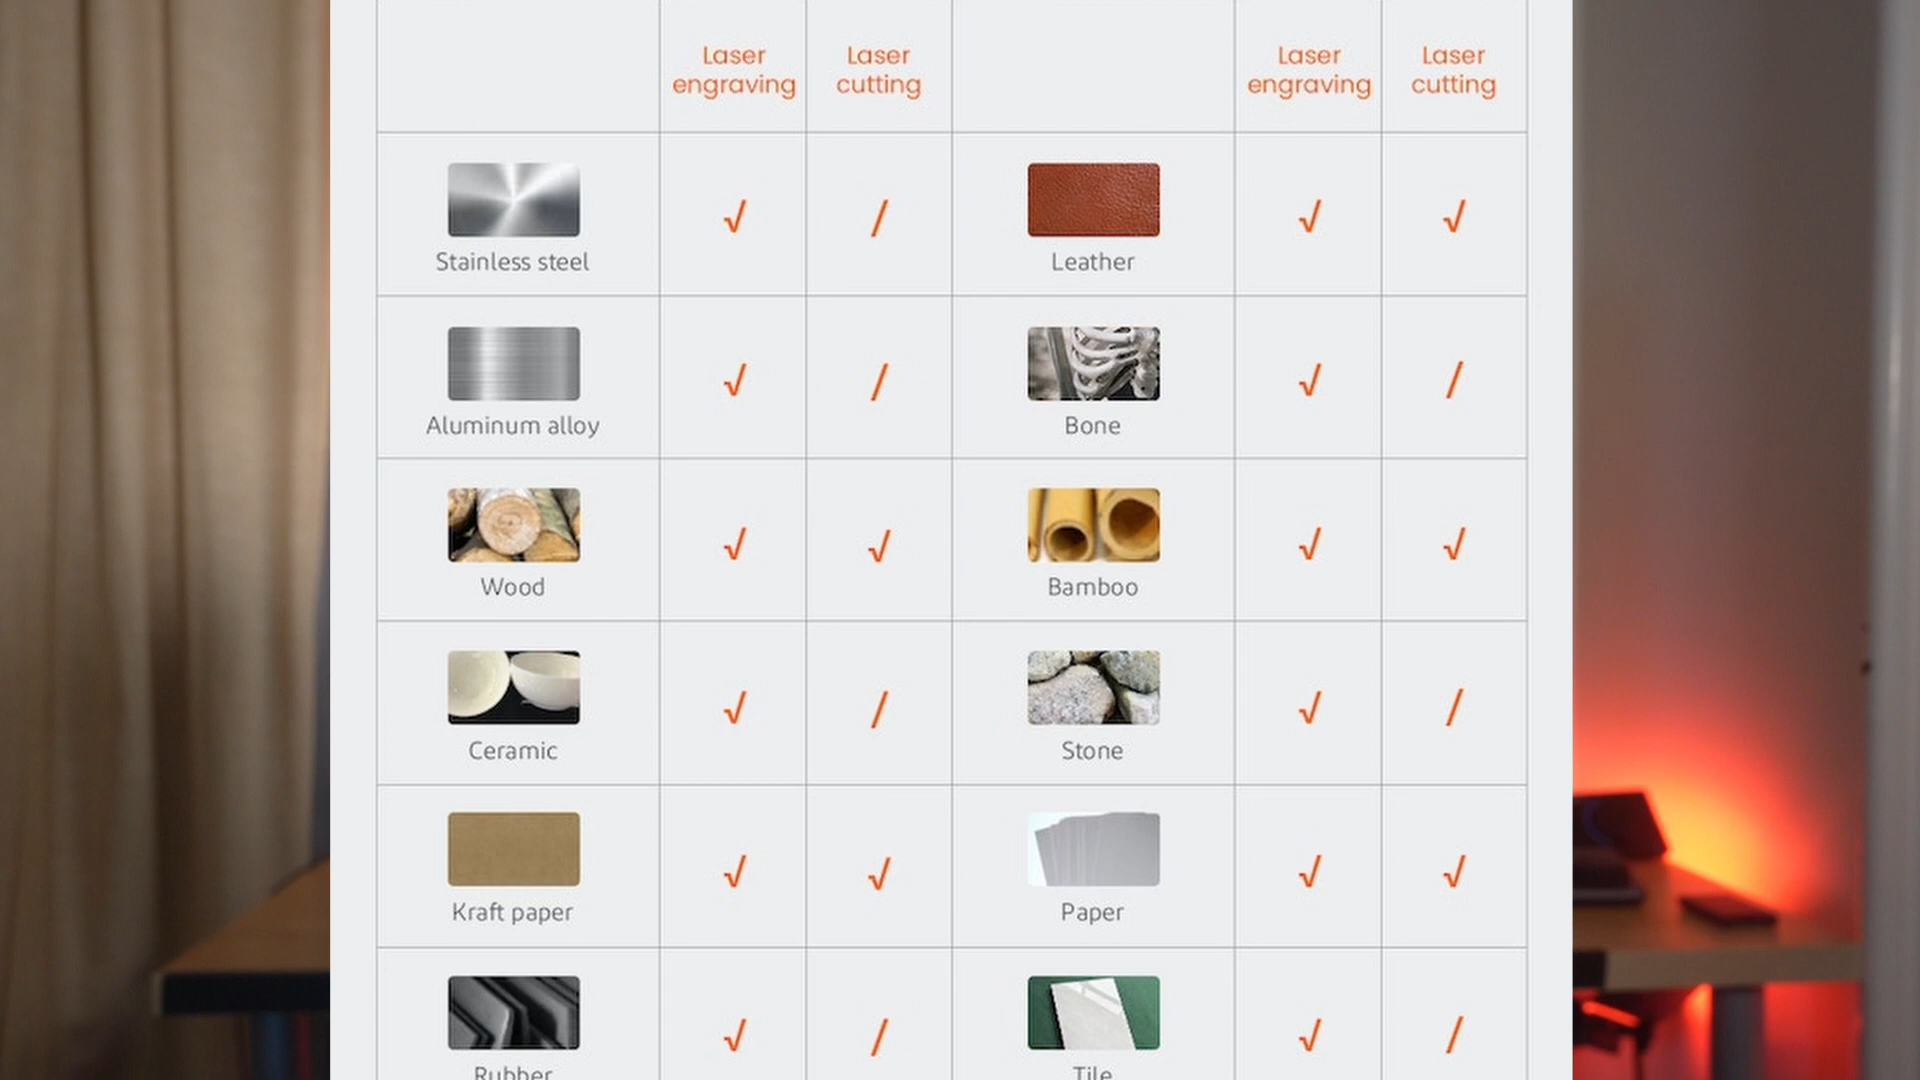 Laser engraving Laser cutting Laser engraving Laser cutting
Stainless steel √ / Leather √ √
Aluminum alloy √ / Bone √ /
Wood √ √ Bamboo √ √
Ceramic √ / Stone √ /
Kraft paper √ √ Paper √ √
Rubber √ / Tile √ /